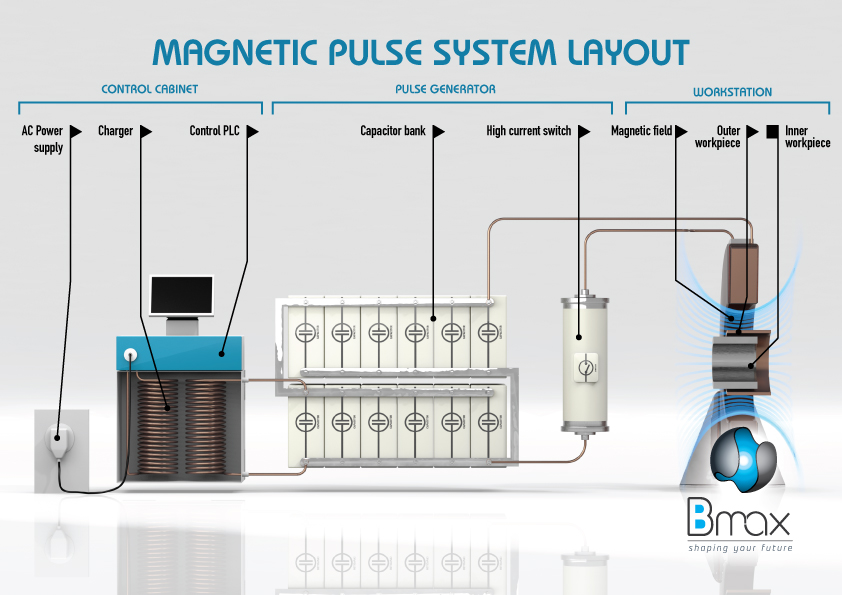 MAGNETIC PULSE SYSTEM LAYOUT
CONTROL CABINET
PULSE GENERATOR
WORKSTATION
AC Power
supply
Charger
Control PLC
Capacitor bank
High current switch
Magnetic field
Outer
workpiece
Inner
workpiece
Bmax
shaping your future